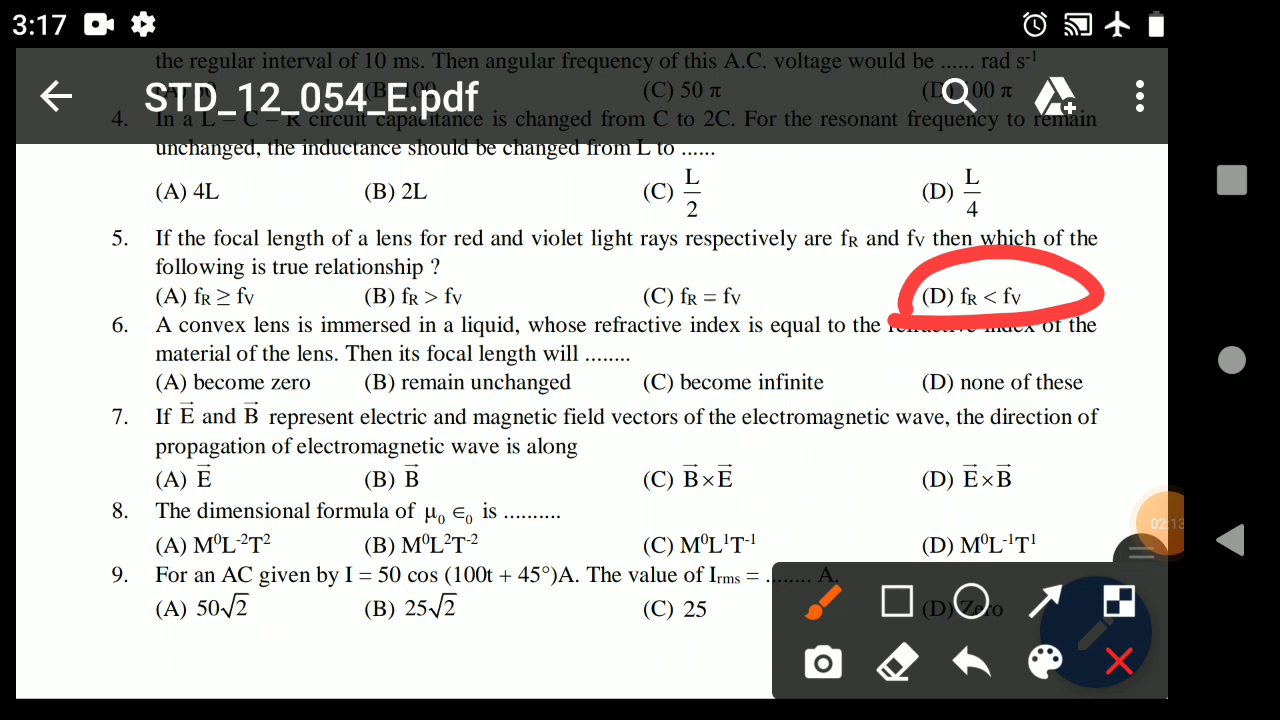 3:17
the regular interval of 10 ms. Then angular frequency of this A.C. voltage would be ...... rad s⁻¹
STD_12_054_E.pdf
(B) 100 (C) 50 π (D) 100 π
4. In a L – C – R circuit capacitance is changed from C to 2C. For the resonant frequency to remain
unchanged, the inductance should be changed from L to ......
(A) 4L (B) 2L (C) L/2 (D) L/4
5. If the focal length of a lens for red and violet light rays respectively are fR and fV then which of the
following is true relationship ?
(A) fR ≥ fV (B) fR > fV (C) fR = fV (D) fR < fV
6. A convex lens is immersed in a liquid, whose refractive index is equal to the refractive index of the
material of the lens. Then its focal length will ........
(A) become zero (B) remain unchanged (C) become infinite (D) none of these
7. If E⃗ and B⃗ represent electric and magnetic field vectors of the electromagnetic wave, the direction of
propagation of electromagnetic wave is along
(A) E⃗ (B) B⃗ (C) B⃗ × E⃗ (D) E⃗ × B⃗
8. The dimensional formula of μ₀ ∈₀ is ..........
02:13
(A) M⁰L⁻²T² (B) M⁰L²T⁻² (C) M⁰L¹T⁻¹ (D) M⁰L⁻¹T¹
9. For an AC given by I = 50 cos (100t + 45°)A. The value of Irms = ........ A.
(A) 50√2 (B) 25√2 (C) 25 (D) Zero